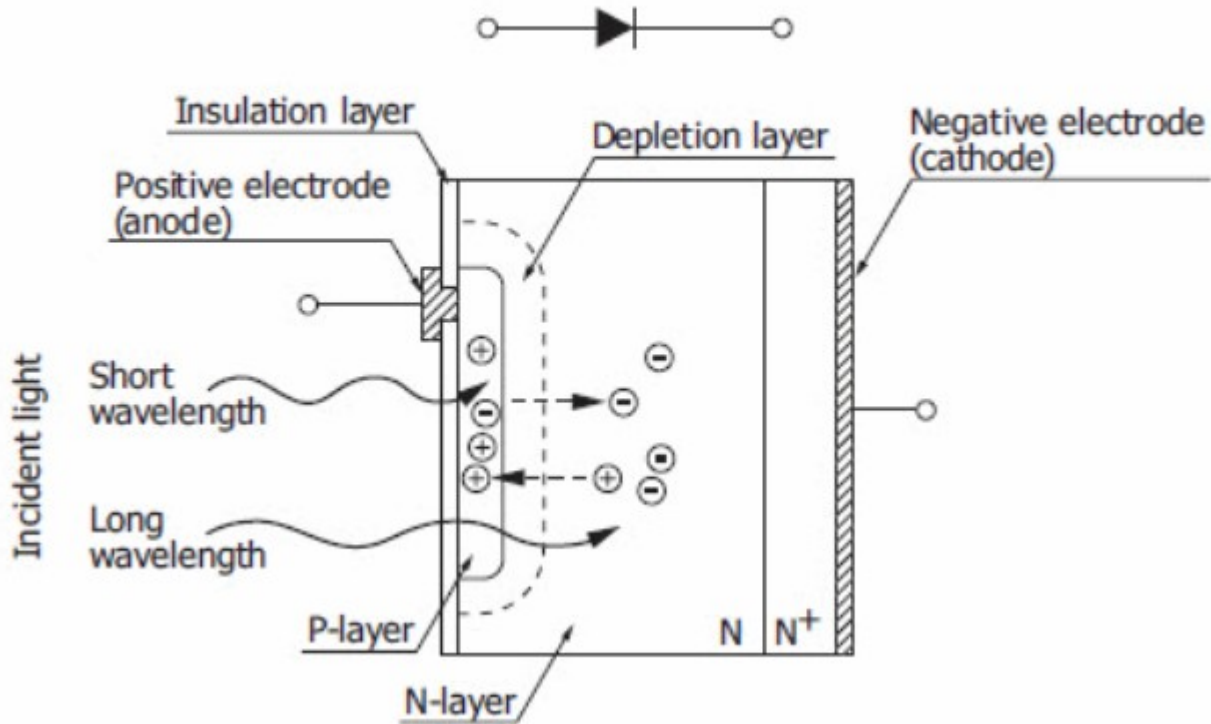 Insulation layer
Depletion layer
Negative electrode
(cathode)
Positive electrode
(anode)
Incident light
Short
wavelength
Long
wavelength
P-layer
N-layer
N
N+